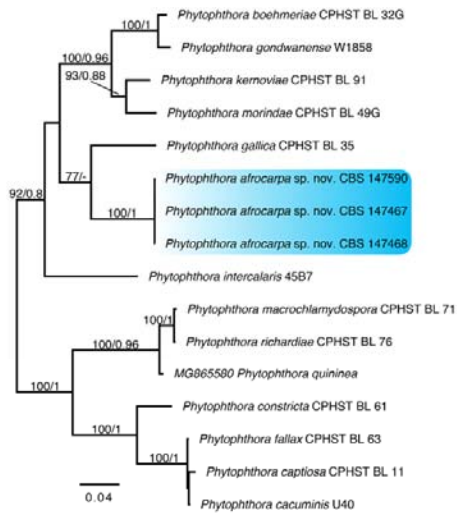 Phytophthora boehmeriae CPHST BL 32G
100/1
Phytophthora gondwanense W1858
100/0.96
93/0.88
Phytophthora kernoviae CPHST BL 91
Phytophthora morindae CPHST BL 49G
Phytophthora gallica CPHST BL 35
77/-
Phytophthora afrocarpa sp. nov. CBS 147590
92/0.8
Phytophthora afrocarpa sp. nov. CBS 147467
100/1
Phytophthora afrocarpa sp. nov. CBS 147468
Phytophthora intercalaris 45B7
Phytophthora macrochlamydospora CPHST BL 71
100/1
Phytophthora richardiae CPHST BL 76
100/0.96
MG865580 Phytophthora quininea
100/1
Phytophthora constricta CPHST BL 61
100/1
Phytophthora fallax CPHST BL 63
100/1
Phytophthora captiosa CPHST BL 11
Phytophthora cacuminis U40
0.04